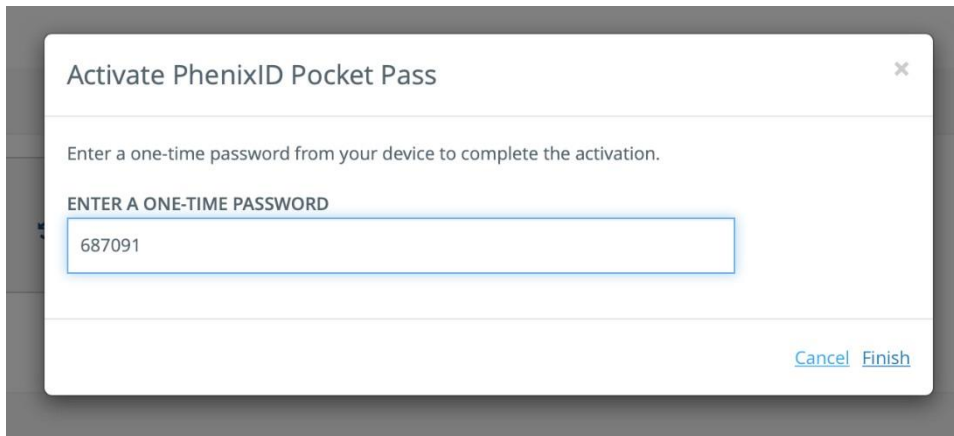 Activate PhenixID Pocket Pass
×
Enter a one-time password from your device to complete the activation.
ENTER A ONE-TIME PASSWORD
687091
Cancel Finish